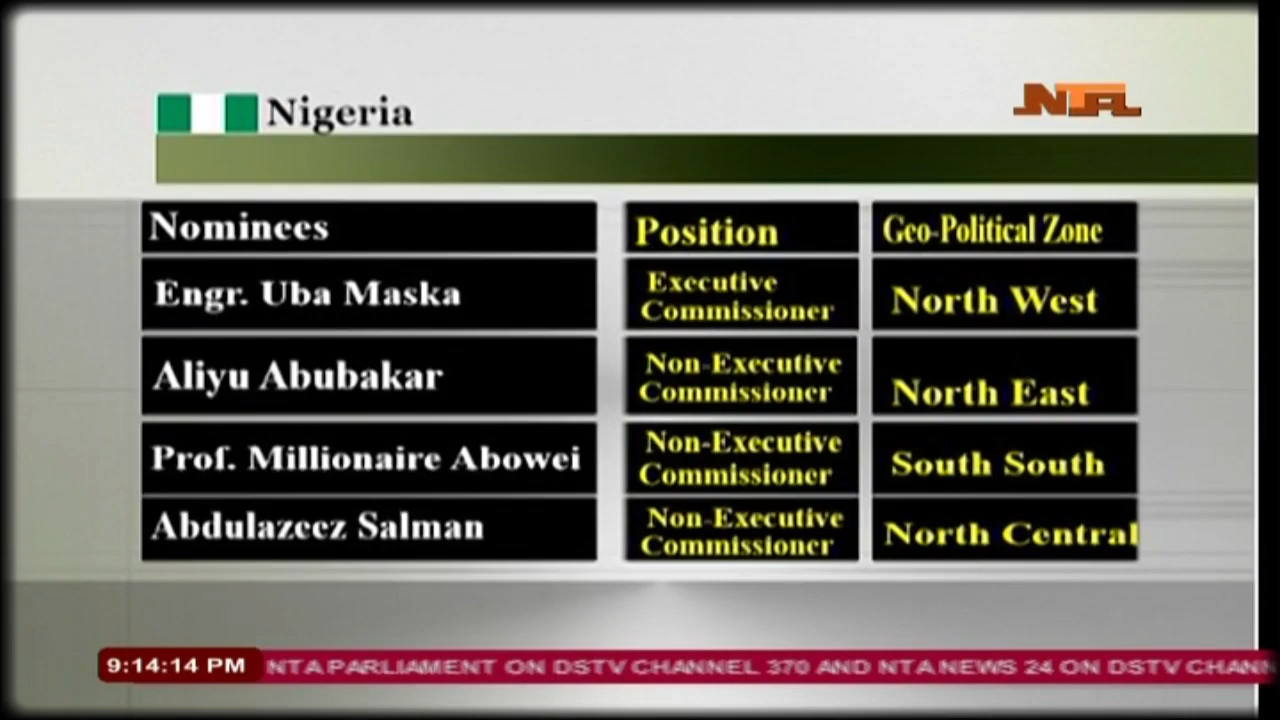 Nigeria
NTA
Nominees Position Geo-Political Zone
Engr. Uba Maska Executive Commissioner North West
Aliyu Abubakar Non-Executive Commissioner North East
Prof. Millionaire Abowei Non-Executive Commissioner South South
Abdulazeez Salman Non-Executive Commissioner North Central
9:14:14 PM NTA PARLIAMENT ON DSTV CHANNEL 370 AND NTA NEWS 24 ON DSTV CHANN